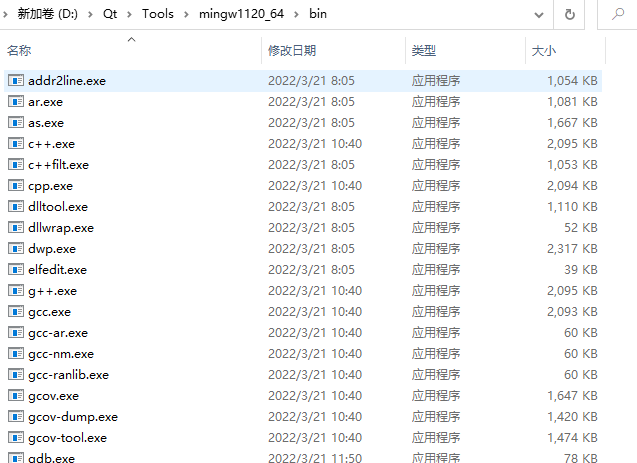 新加卷 (D:) Qt Tools mingw1120_64 bin
名称 修改日期 类型 大小
addr2line.exe 2022/3/21 8:05 应用程序 1,054 KB
ar.exe 2022/3/21 8:05 应用程序 1,081 KB
as.exe 2022/3/21 8:05 应用程序 1,667 KB
c++.exe 2022/3/21 10:40 应用程序 2,095 KB
c++filt.exe 2022/3/21 8:05 应用程序 1,053 KB
cpp.exe 2022/3/21 10:40 应用程序 2,094 KB
dlltool.exe 2022/3/21 8:05 应用程序 1,110 KB
dllwrap.exe 2022/3/21 8:05 应用程序 52 KB
dwp.exe 2022/3/21 8:05 应用程序 2,317 KB
elfedit.exe 2022/3/21 8:05 应用程序 39 KB
g++.exe 2022/3/21 10:40 应用程序 2,095 KB
gcc.exe 2022/3/21 10:40 应用程序 2,093 KB
gcc-ar.exe 2022/3/21 10:40 应用程序 60 KB
gcc-nm.exe 2022/3/21 10:40 应用程序 60 KB
gcc-ranlib.exe 2022/3/21 10:40 应用程序 60 KB
gcov.exe 2022/3/21 10:40 应用程序 1,647 KB
gcov-dump.exe 2022/3/21 10:40 应用程序 1,420 KB
gcov-tool.exe 2022/3/21 10:40 应用程序 1,474 KB
gdb.exe 2022/3/21 11:50 应用程序 78 KB